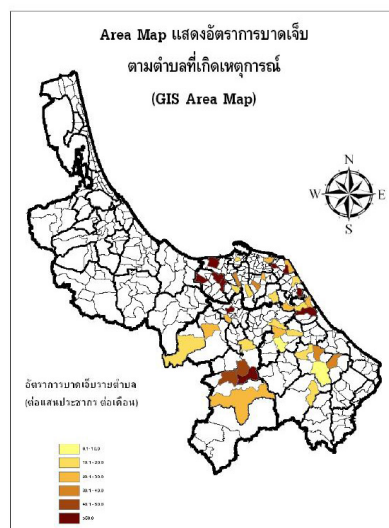 Area Map แสดงอัตราการบาดเจ็บ
ตามตำบลที่เกิดเหตุการณ์
(GIS Area Map)
N
W
E
S
อัตราการบาดเจ็บรายตำบล
(ต่อแสนประชากร ต่อเดือน)